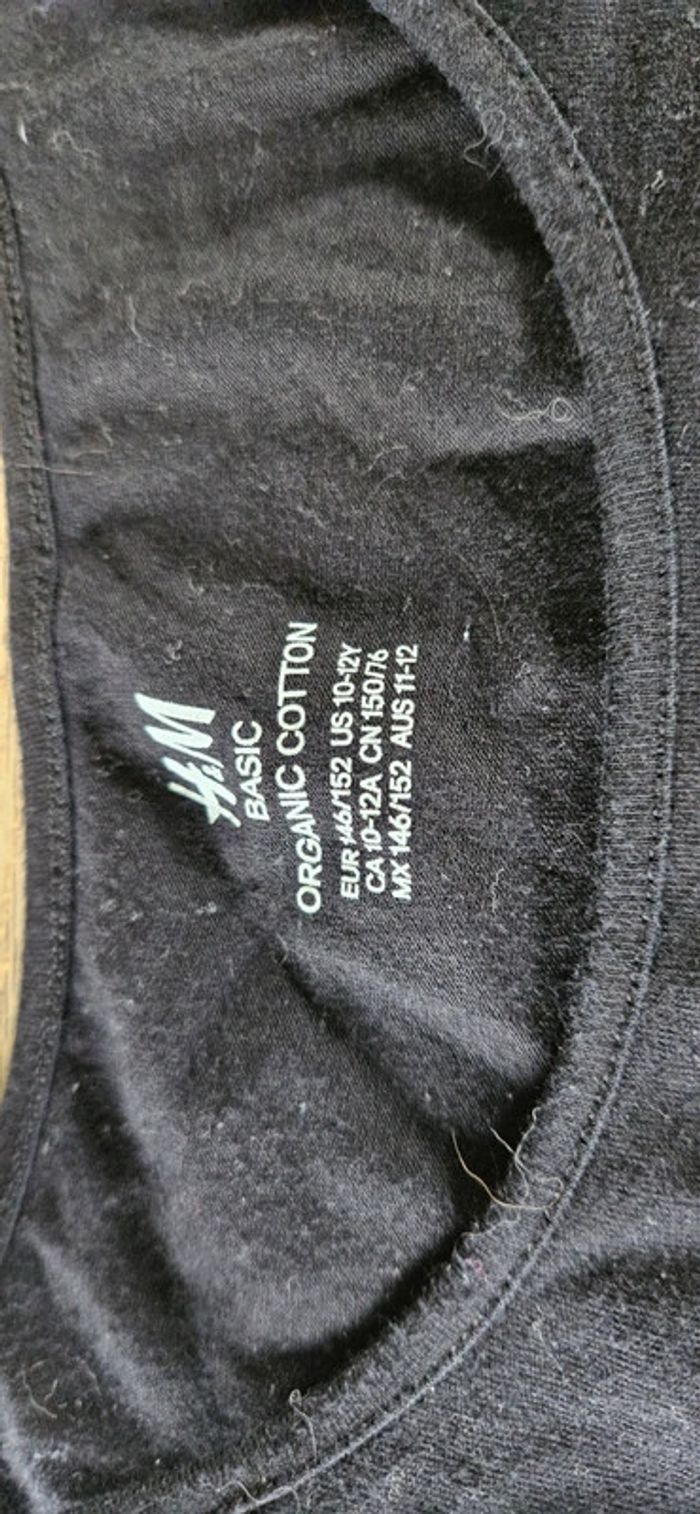 H&M
BASIC
ORGANIC COTTON
EUR 146/152 US 10-12Y
CA 10-12A CN 150/76
MX 146/152 AUS 11-12